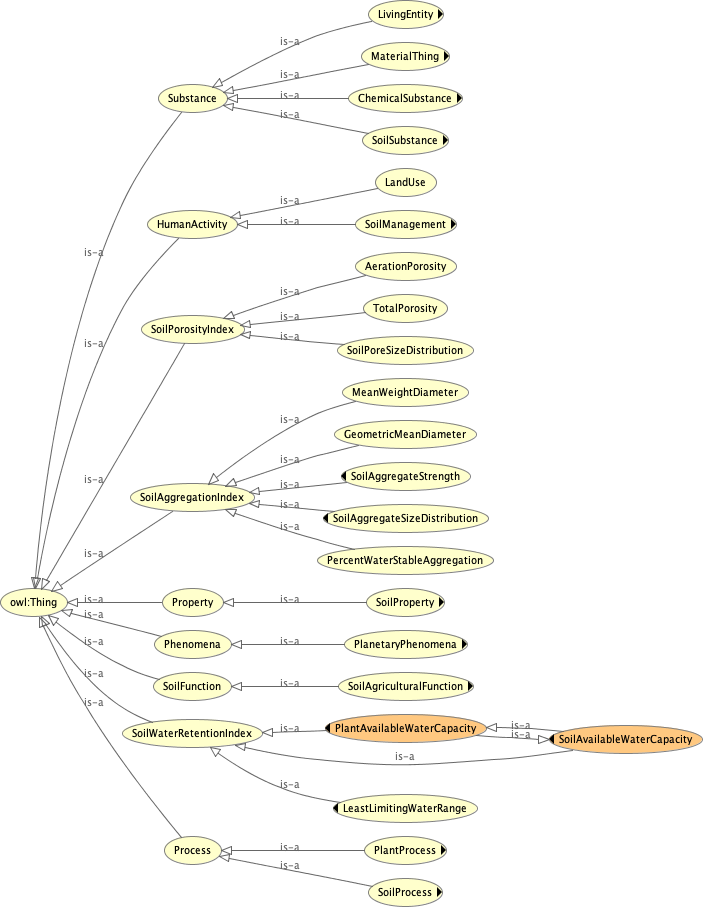 LivingEntity
is-a
MaterialThing
is-a
is-a
Substance
ChemicalSubstance
is-a
SoilSubstance
LandUse
is-a
HumanActivity
is-a
SoilManagement
is-a
AerationPorosity
is-a
TotalPorosity
is-a
SoilPorosityIndex
is-a
is-a
SoilPoreSizeDistribution
MeanWeightDiameter
GeometricMeanDiameter
is-a
is-a
SoilAggregateStrength
is-a
is-a
SoilAggregationIndex
is-a
SoilAggregateSizeDistribution
is-a
is-a
PercentWaterStableAggregation
owl:Thing
is-a
Property
is-a
SoilProperty
is-a
Phenomena
is-a
PlanetaryPhenomena
is-a
SoilFunction
is-a
SoilAgriculturalFunction
is-a
SoilWaterRetentionIndex
is-a
PlantAvailableWaterCapacity
is-a
is-a
SoilAvailableWaterCapacity
is-a
is-a
is-a
LeastLimitingWaterRange
Process
is-a
PlantProcess
is-a
SoilProcess